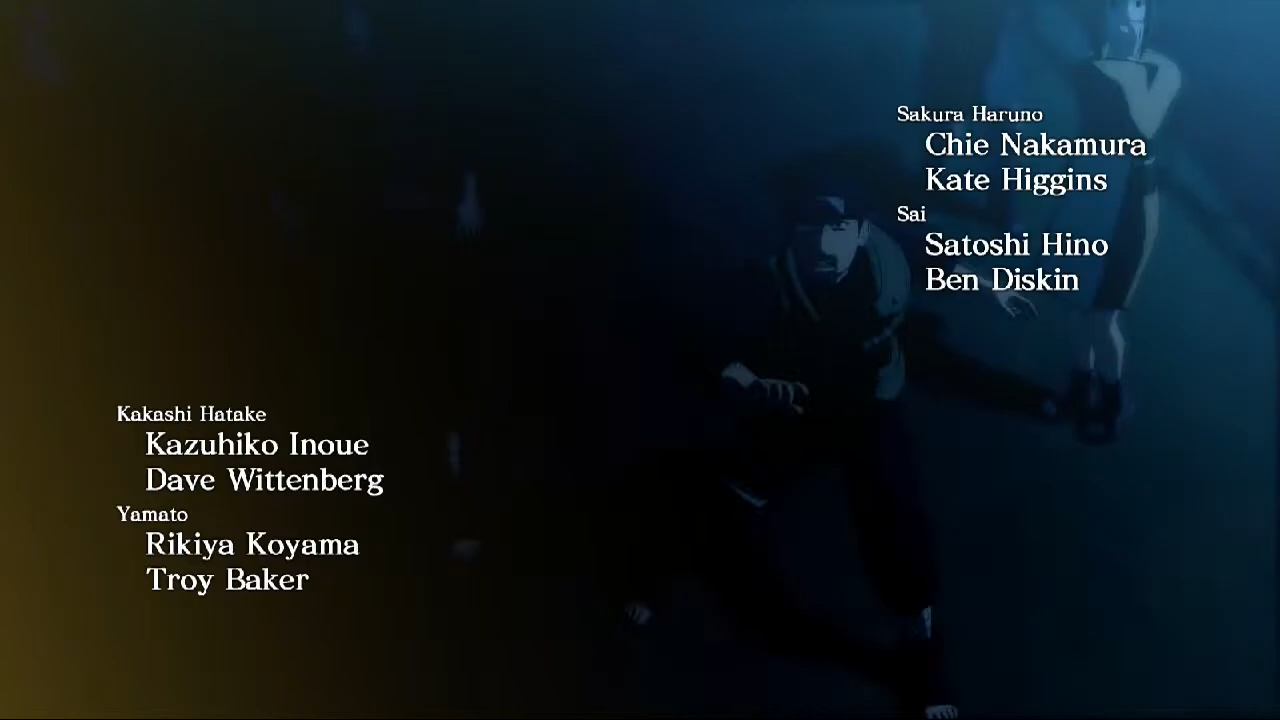 Sakura Haruno
Chie Nakamura
Kate Higgins
Sai
Satoshi Hino
Ben Diskin
Kakashi Hatake
Kazuhiko Inoue
Dave Wittenberg
Yamato
Rikiya Koyama
Troy Baker